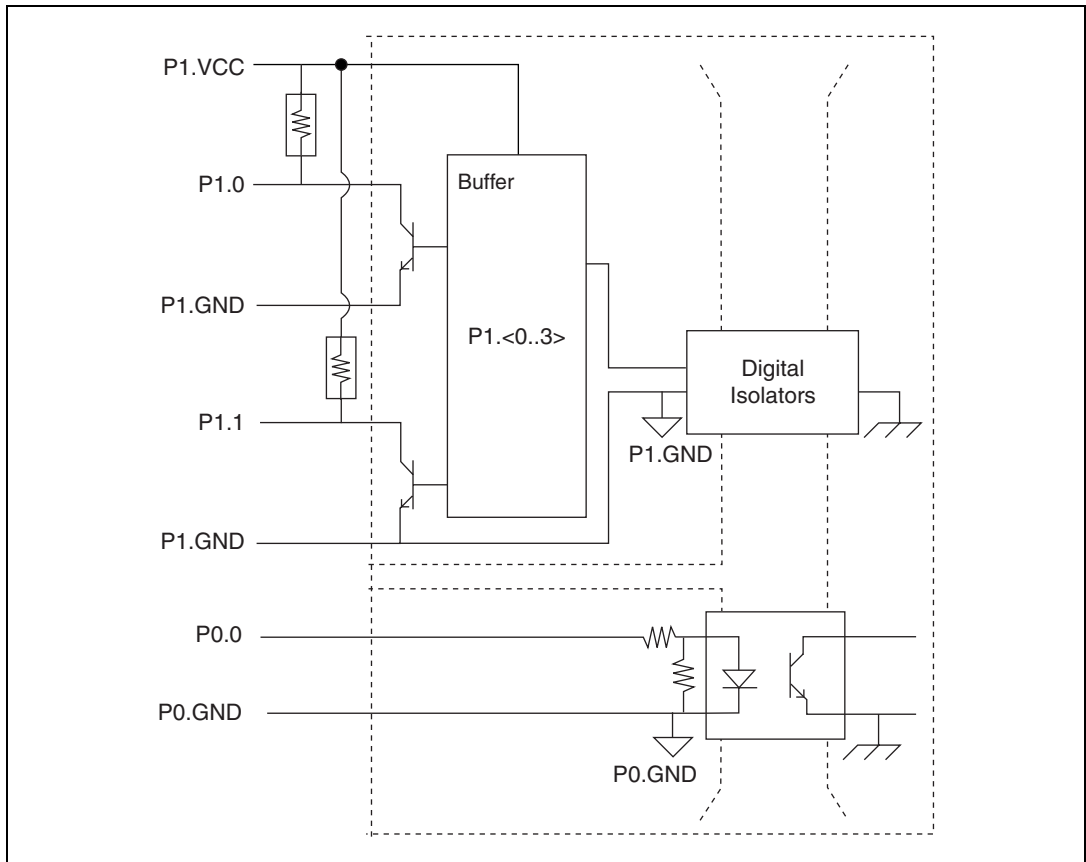 P1.VCC
Buffer
P1.0
P1.GND
P1.<0..3>
Digital
Isolators
P1.1
P1.GND
P1.GND
P0.0
P0.GND
P0.GND